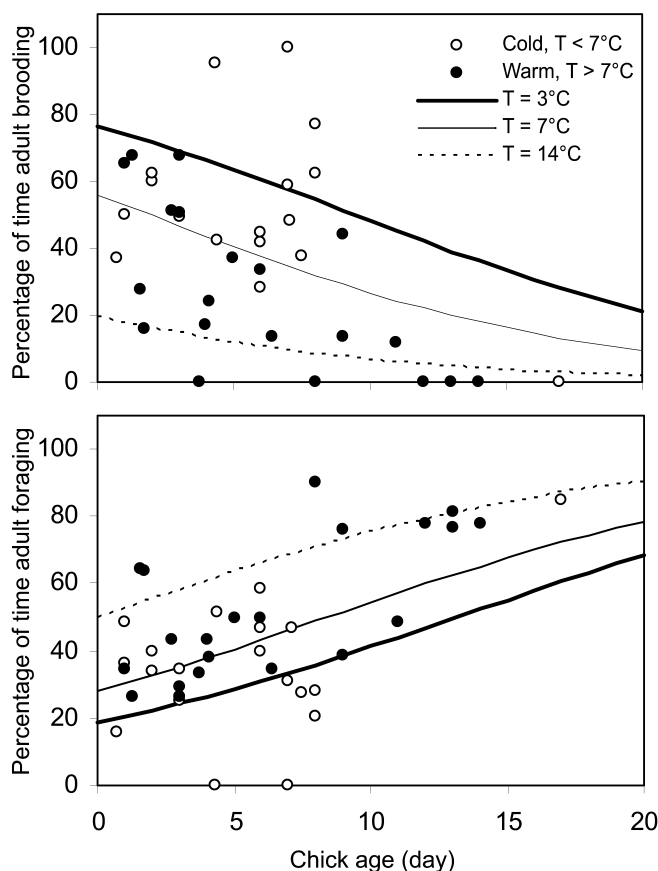 Percentage of time adult brooding
100
80
60
40
20
0
Cold, T < 7°C
Warm, T > 7°C
T = 3°C
T = 7°C
T = 14°C
Percentage of time adult foraging
100
80
60
40
20
0
0 5 10 15 20
Chick age (day)